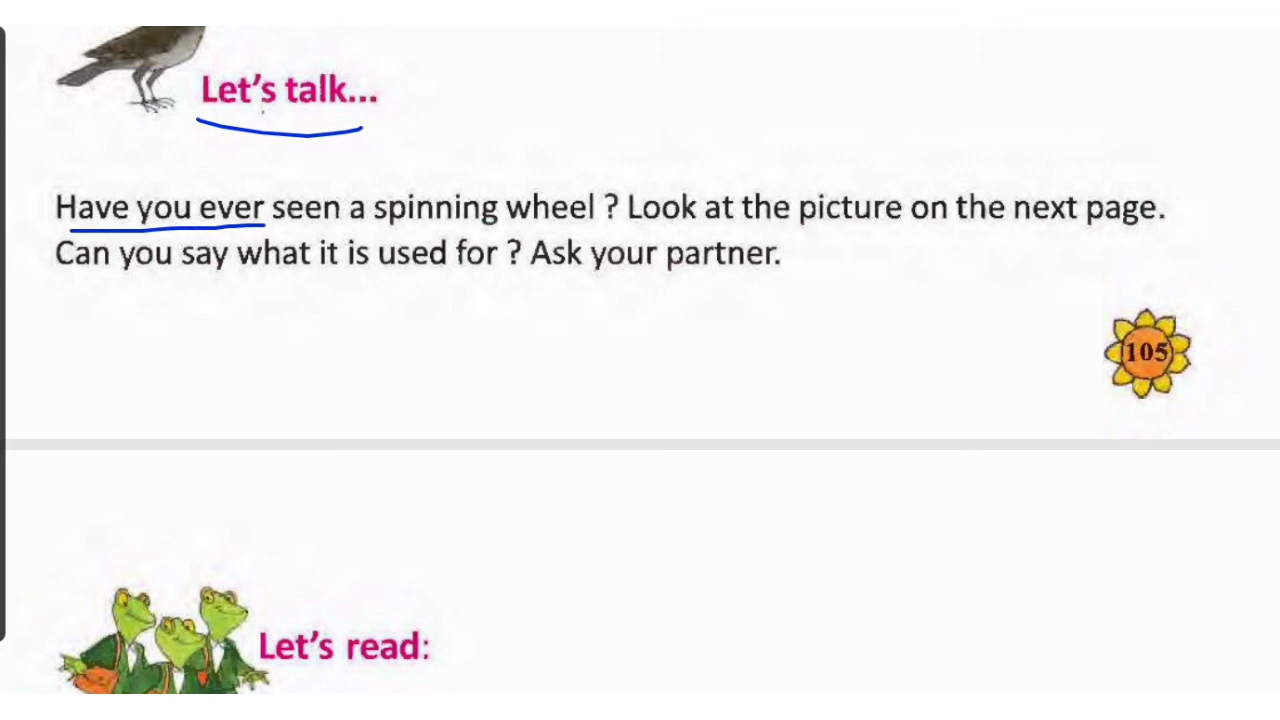 Let's talk...
Have you ever seen a spinning wheel ? Look at the picture on the next page.
Can you say what it is used for ? Ask your partner.
105
Let's read: